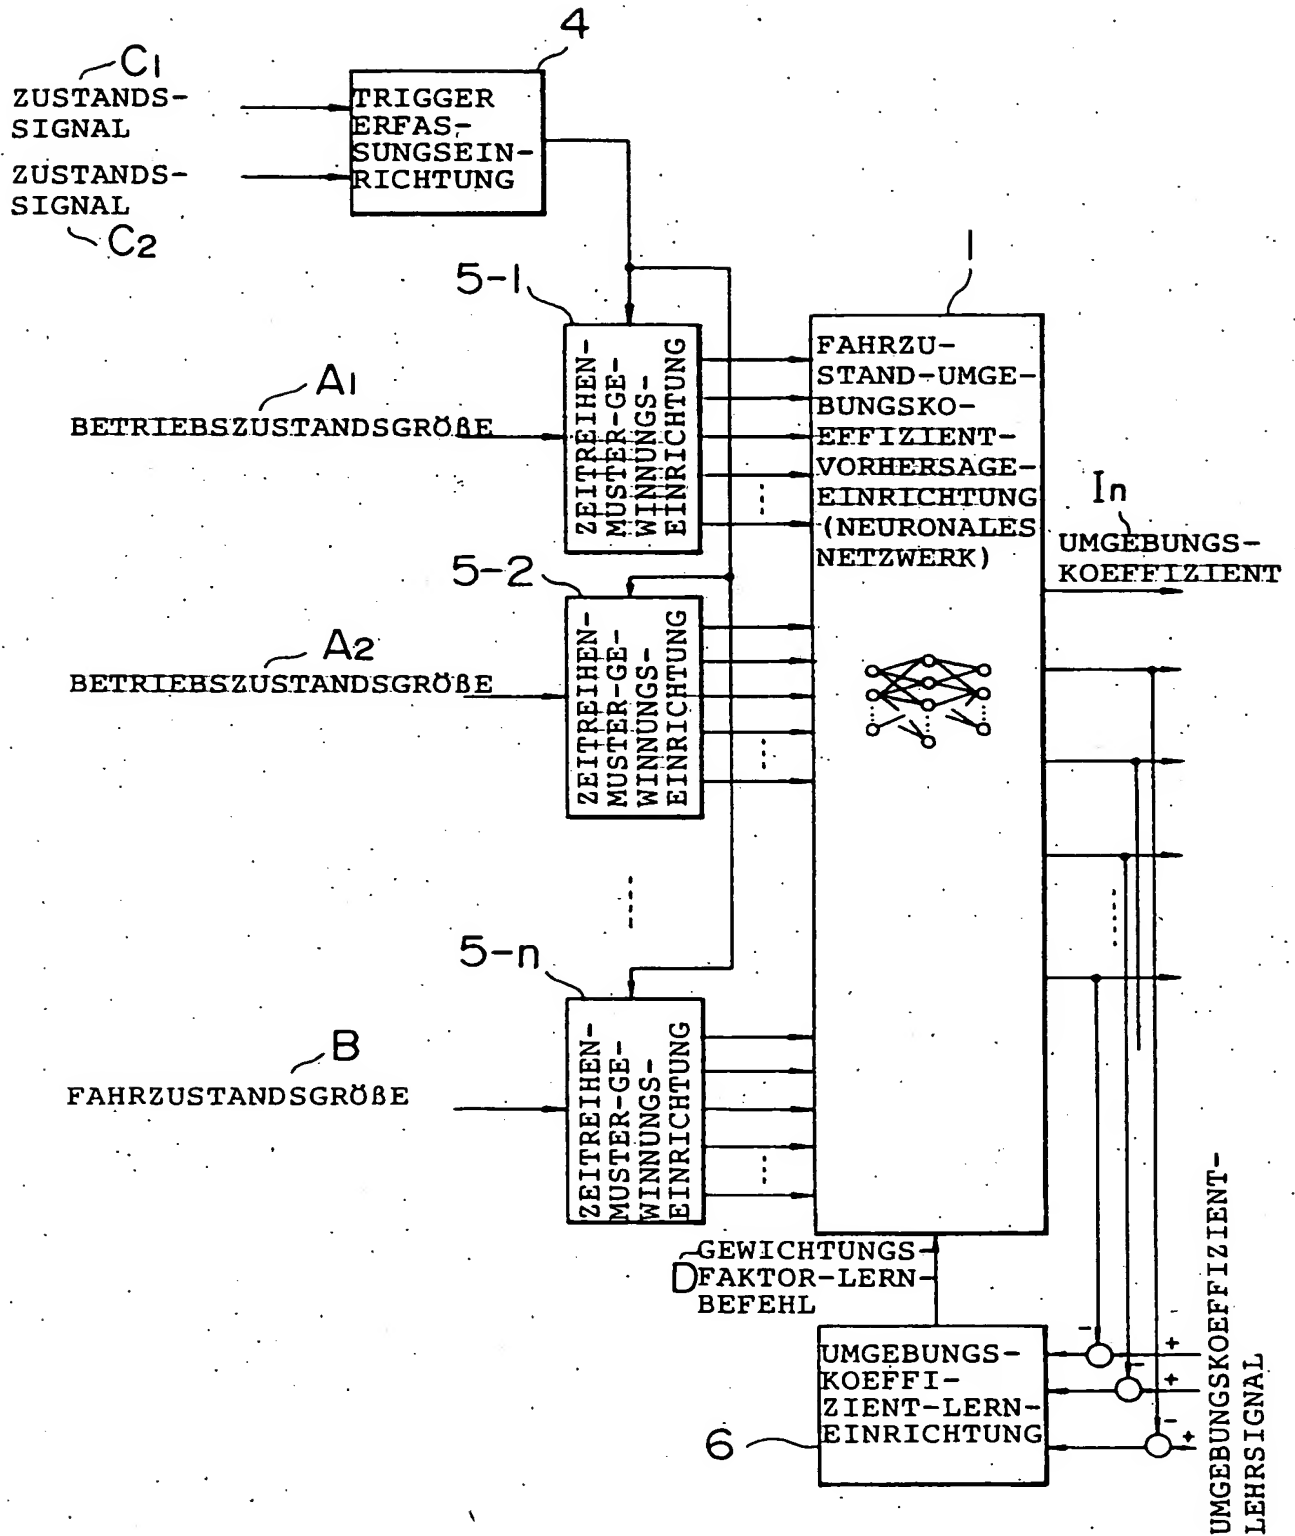 4
C1
ZUSTANDS-
SIGNAL
ZUSTANDS-
SIGNAL
C2
TRIGGER
ERFAS-
SUNGSEIN-
RICHTUNG
5-1
1
A1
BETRIEBSZUSTANDSGRÖßE
ZEITREIHEN-
MUSTER-GE-
WINNUNGS-
EINRICHTUNG
FAHRZU-
STAND-UMGE-
BUNGSKO-
EFFIZIENT-
VORHERSAGE-
EINRICHTUNG
(NEURONALES
NETZWERK)
In
UMGEBUNGS-
KOEFFIZIENT
5-2
A2
BETRIEBSZUSTANDSGRÖßE
ZEITREIHEN-
MUSTER-GE-
WINNUNGS-
EINRICHTUNG
5-n
B
FAHRZUSTANDSGRÖßE
ZEITREIHEN-
MUSTER-GE-
WINNUNGS-
EINRICHTUNG
D
GEWICHTUNGS-
FAKTOR-LERN-
BEFEHL
6
UMGEBUNGS-
KOEFFI-
ZIENT-LERN-
EINRICHTUNG
- +
- +
- +
UMGEBUNGSKOEFFIZIENT-
LEHRSIGNAL